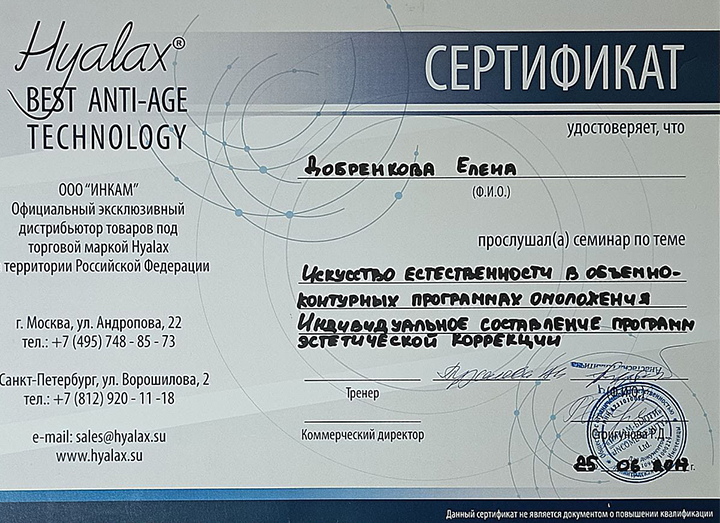 Hyalax®
BEST ANTI-AGE
TECHNOLOGY
ООО "ИНКАМ"
Официальный эксклюзивный
дистрибьютор товаров под
торговой маркой Hyalax
территории Российской Федерации
г. Москва, ул. Андропова, 22
тел.: +7 (495) 748 - 85 - 73
Санкт-Петербург, ул. Ворошилова, 2
тел.: +7 (812) 920 - 11 -18
e-mail: sales@hyalax.su
www.hyalax.su
СЕРТИФИКАТ
удостоверяет, что
Добренкова Елена
(Ф.И.О.)
прослушал(а) семинар по теме
Искусство естественности в объемно-
контурных программах омоложения
Индивидуальное составление программ
эстетической коррекции
Тренер
Коммерческий директор
25 06 2017
Данный сертификат не является документом о повышении квалификации